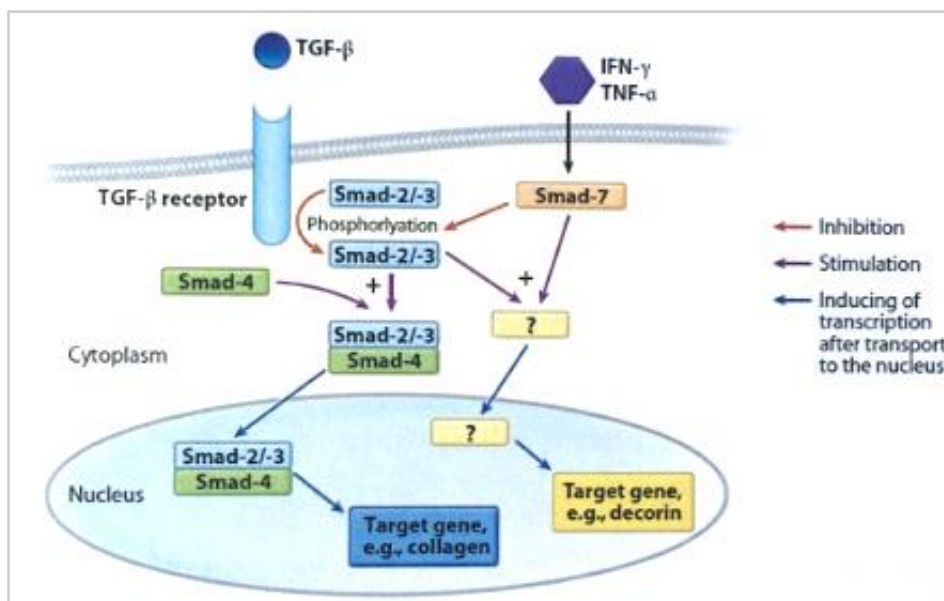 TGF-β
IFN-γ
TNF-α
TGF-β receptor
Smad-2/-3
Smad-7
Phosphorlyation
Smad-2/-3
Smad-4
+
+
?
Smad-2/-3
Smad-4
Cytoplasm
Inhibition
Stimulation
Inducing of
transcription
after transport
to the nucleus
?
Smad-2/-3
Smad-4
Nucleus
Target gene,
e.g., collagen
Target gene,
e.g., decorin